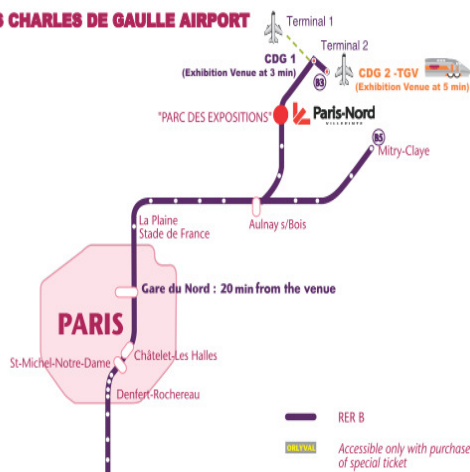 S CHARLES DE GAULLE AIRPORT
Terminal 1
Terminal 2
CDG 1
(Exhibition Venue at 3 min)
B3
CDG 2 -TGV
(Exhibition Venue at 5 min)
"PARC DES EXPOSITIONS"
Paris-Nord
VILLEPINTE
B5
Mitry-Claye
La Plaine
Stade de France
Aulnay s/Bois
Gare du Nord : 20 min from the venue
PARIS
Châtelet-Les Halles
St-Michel-Notre-Dame
Denfert-Rochereau
RER B
ORLYVAL
Accessible only with purchase
of special ticket